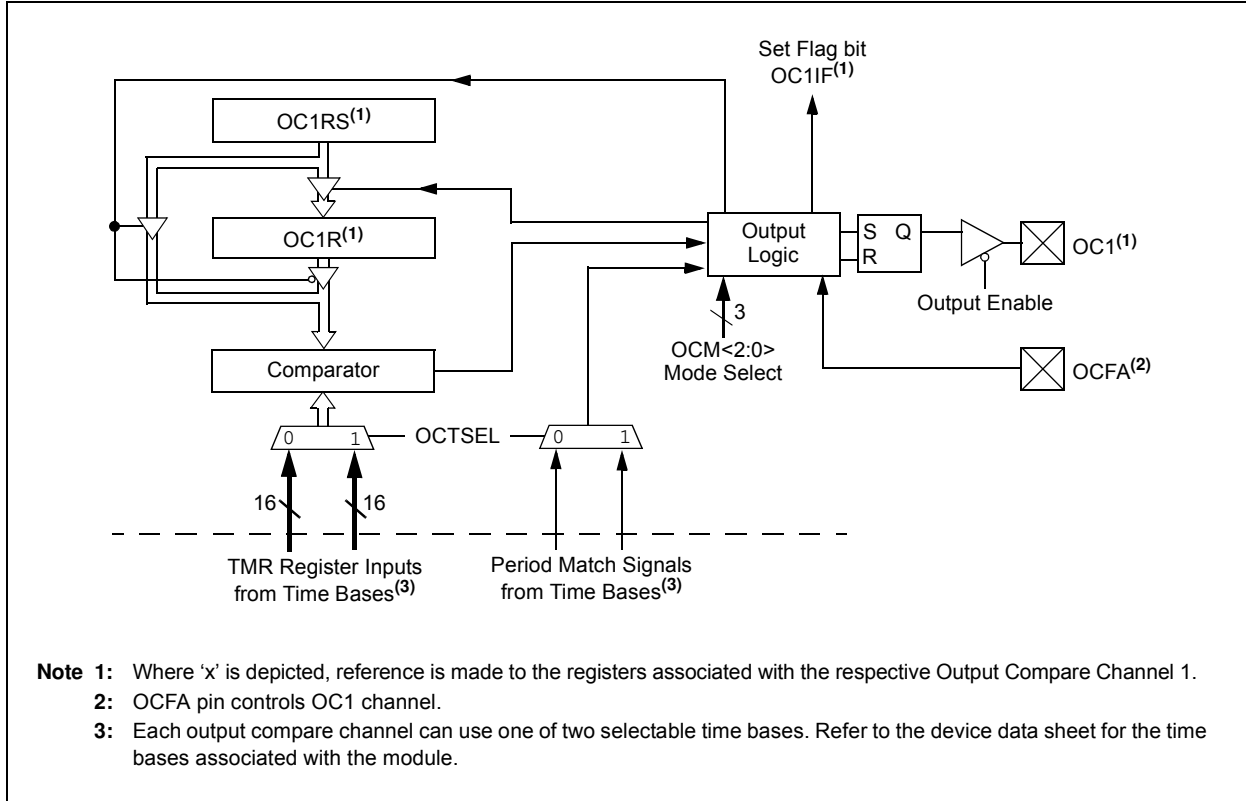 Set Flag bit
OC1IF(1)
OC1RS(1)
OC1R(1)
Output
Logic
S Q
R
OC1(1)
Output Enable
3
OCM<2:0>
Mode Select
OCFA(2)
Comparator
0 1
OCTSEL
0 1
16
16
TMR Register Inputs
from Time Bases(3)
Period Match Signals
from Time Bases(3)
Note 1: Where ‘x’ is depicted, reference is made to the registers associated with the respective Output Compare Channel 1.
2: OCFA pin controls OC1 channel.
3: Each output compare channel can use one of two selectable time bases. Refer to the device data sheet for the time
bases associated with the module.